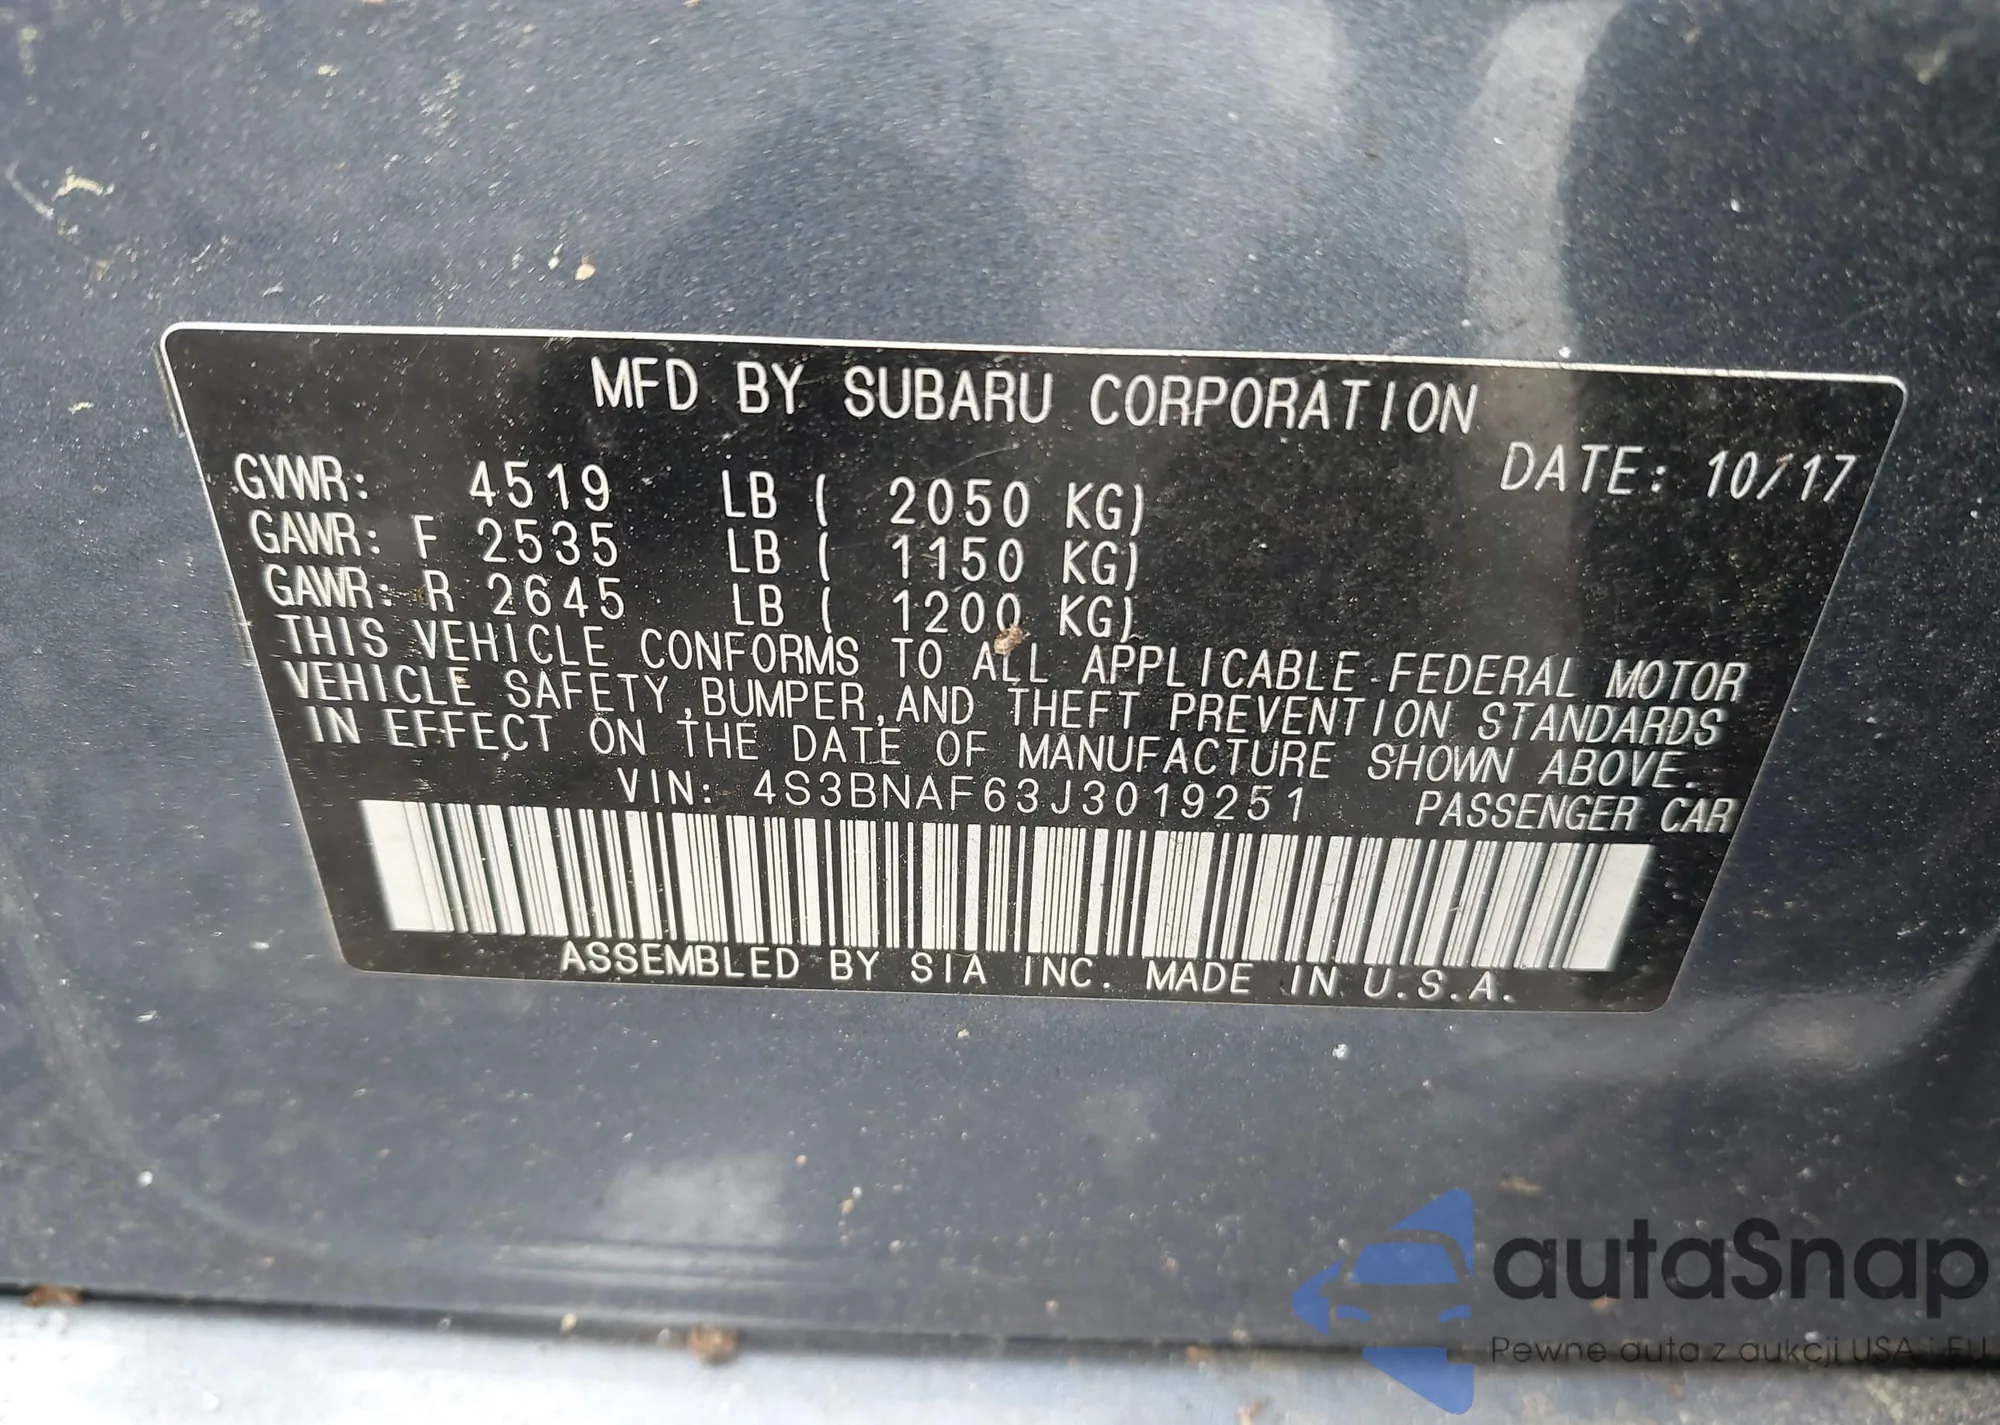 MFD BY SUBARU CORPORATION
DATE: 10/17
GVWR: 4519 LB ( 2050 KG)
GAWR: F 2535 LB ( 1150 KG)
GAWR: R 2645 LB ( 1200 KG)
THIS VEHICLE CONFORMS TO ALL APPLICABLE FEDERAL MOTOR
VEHICLE SAFETY, BUMPER, AND THEFT PREVENTION STANDARDS
IN EFFECT ON THE DATE OF MANUFACTURE SHOWN ABOVE.
VIN: 4S3BNAF63J3019251 PASSENGER CAR
ASSEMBLED BY SIA INC. MADE IN U.S.A.
autaSnap
Pewne auta z aukcji USA i EU